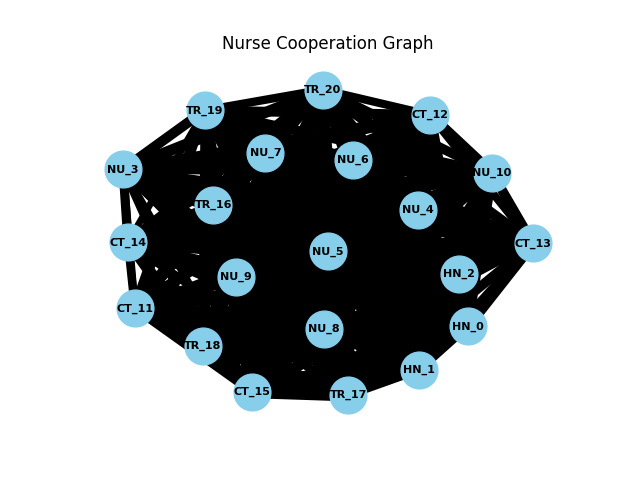 Nurse Cooperation Graph
TR_20
TR_19
CT_12
NU_7
NU_6
NU_3
NU_10
TR_16
NU_4
CT_14
CT_13
NU_5
HN_2
NU_9
CT_11
HN_0
NU_8
TR_18
HN_1
CT_15
TR_17